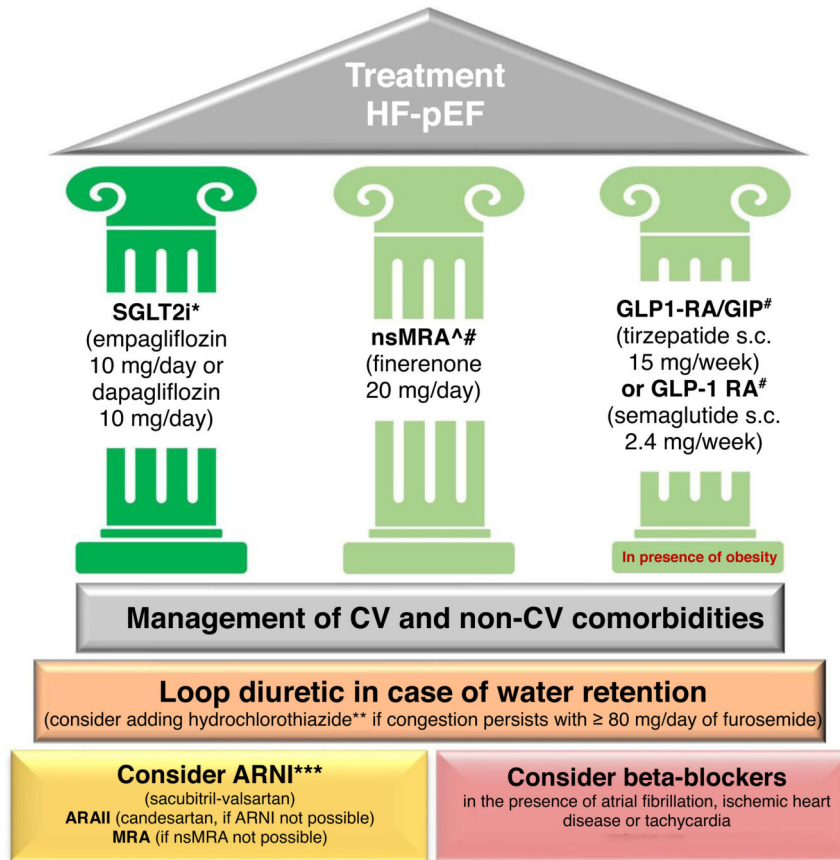 Treatment
HF-pEF
SGLT2i*
(empagliflozin
10 mg/day or
dapagliflozin
10 mg/day)
nsMRA^#
(finerenone
20 mg/day)
GLP1-RA/GIP#
(tirzepatide s.c.
15 mg/week)
or GLP-1 RA#
(semaglutide s.c.
2.4 mg/week)
In presence of obesity
Management of CV and non-CV comorbidities
Loop diuretic in case of water retention
(consider adding hydrochlorothiazide** if congestion persists with ≥ 80 mg/day of furosemide)
Consider ARNI***
(sacubitril-valsartan)
ARAII (candesartan, if ARNI not possible)
MRA (if nsMRA not possible)
Consider beta-blockers
in the presence of atrial fibrillation, ischemic heart
disease or tachycardia